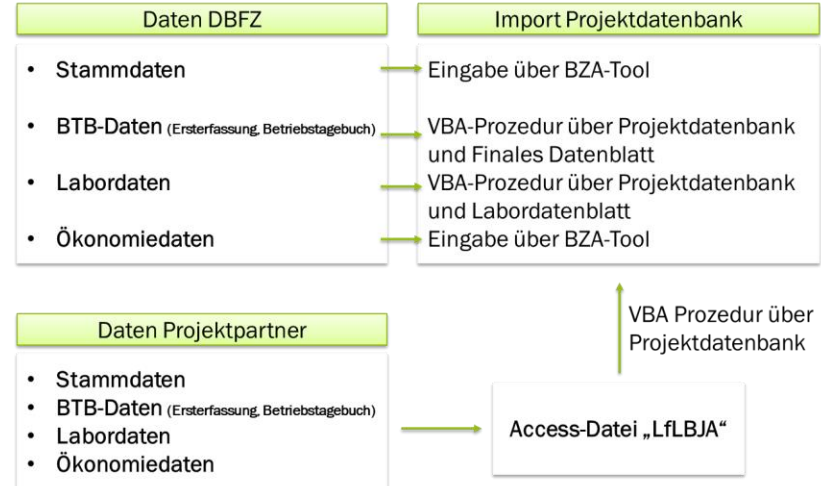 Daten DBFZ
Import Projektdatenbank
• Stammdaten
Eingabe über BZA-Tool
• BTB-Daten (Ersterfassung, Betriebstagebuch)
VBA-Prozedur über Projektdatenbank
und Finales Datenblatt
• Labordaten
VBA-Prozedur über Projektdatenbank
und Labordatenblatt
• Ökonomiedaten
Eingabe über BZA-Tool
VBA Prozedur über
Projektdatenbank
Daten Projektpartner
• Stammdaten
• BTB-Daten (Ersterfassung, Betriebstagebuch)
• Labordaten
• Ökonomiedaten
Access-Datei „LfLBJA“